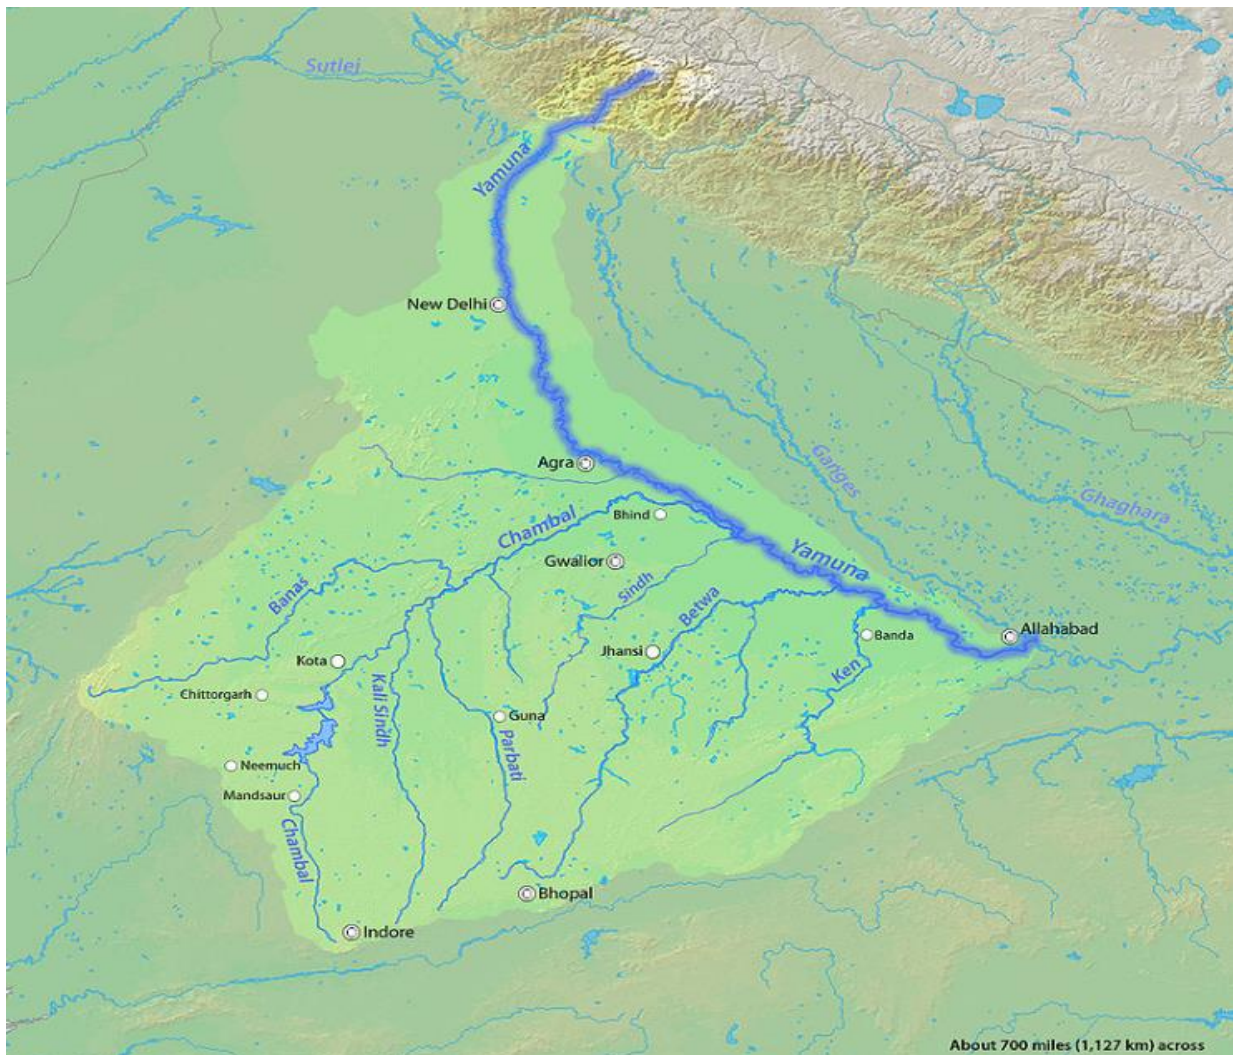 Sutlej
Yamuna
New Delhi
Agra
Ganges
Ghaghara
Chambal
Bhind
Yamuna
Gwalior
Sindh
Banas
Betwa
Allahabad
Banda
Jhansi
Kota
Ken
Chittorgarh
Kali Sindh
Guna
Parbati
Neemuch
Mandsaur
Chambal
Bhopal
Indore
About 700 miles (1,127 km) across